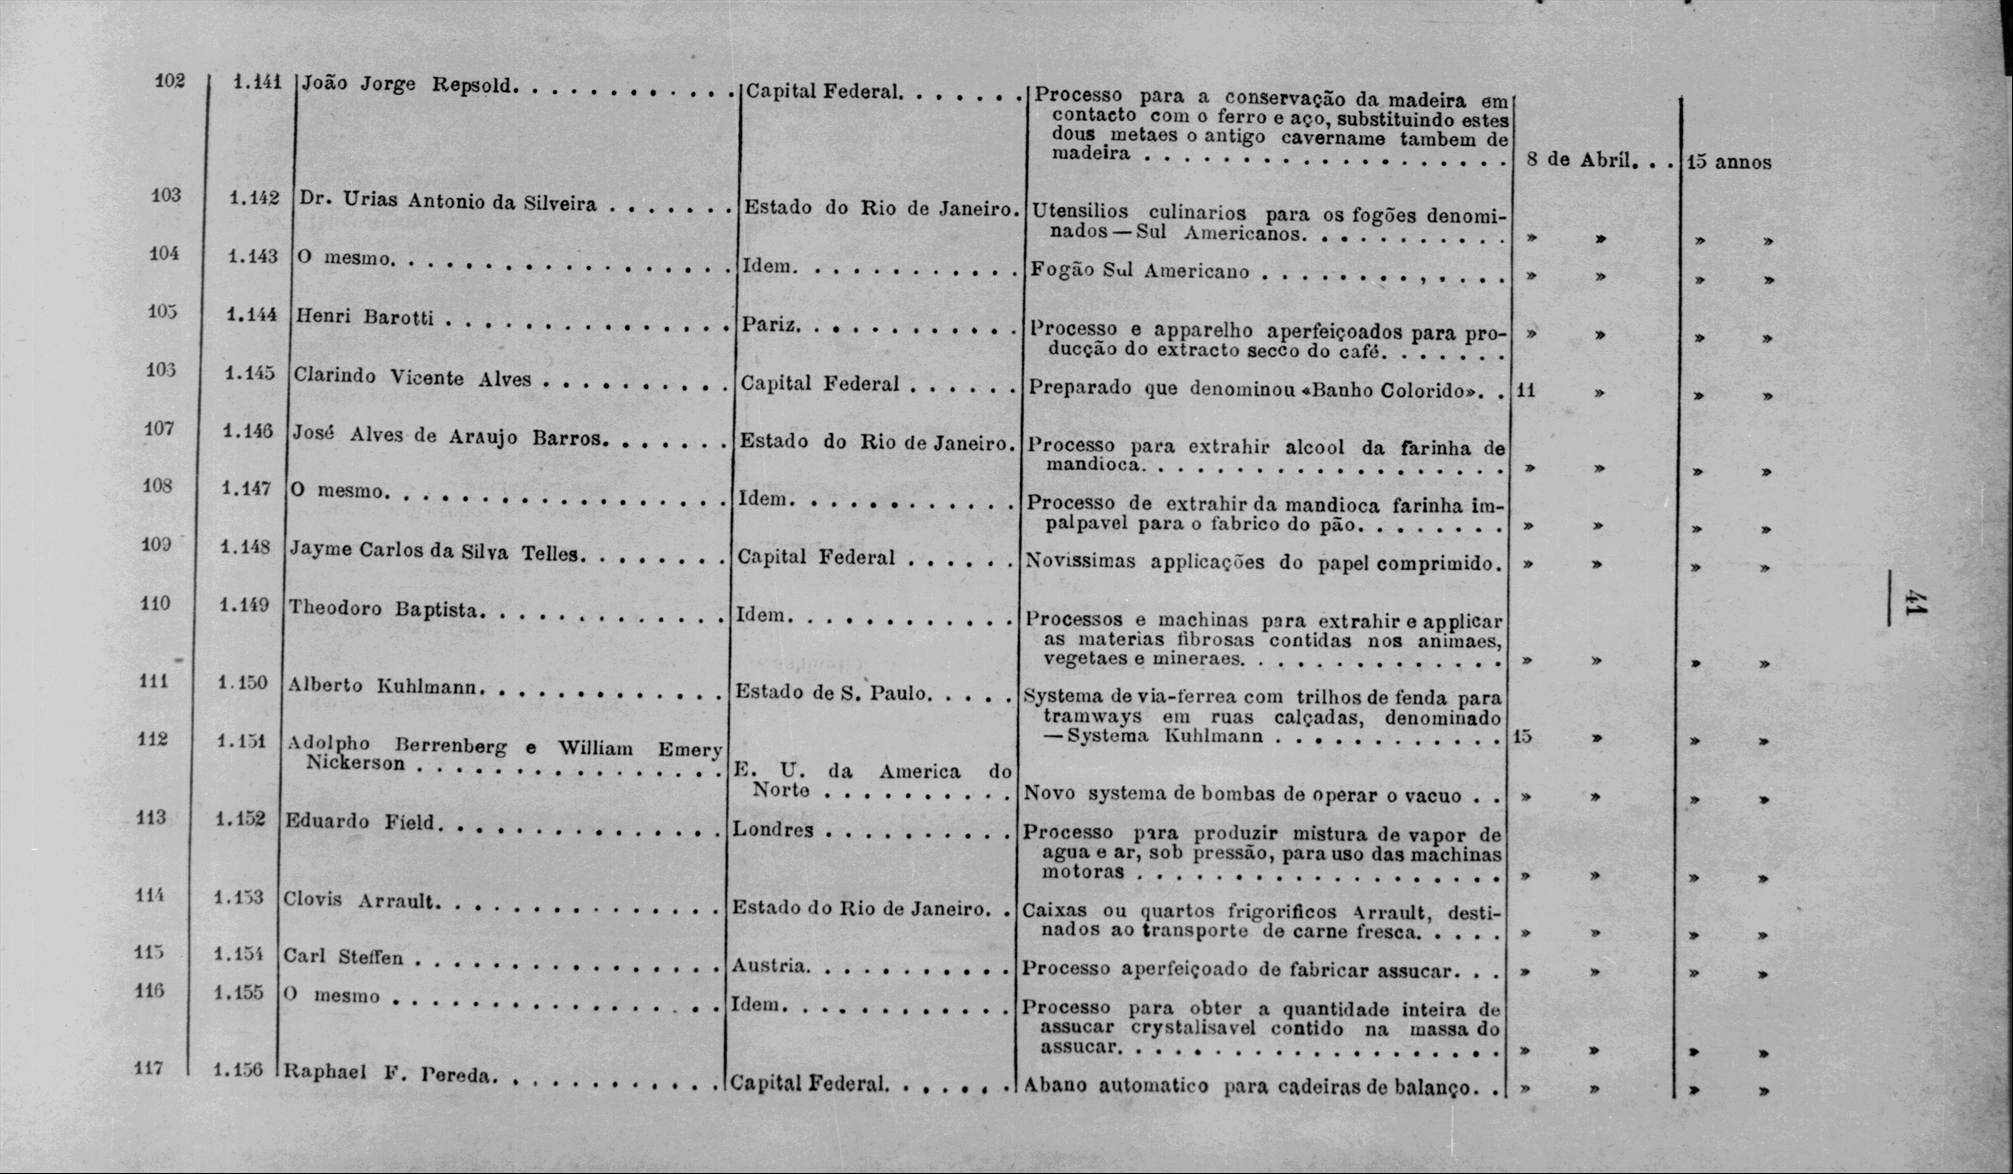 102 1.141 João Jorge Repsold. . . . . . . . . . . . Capital Federal. . . . . . . Processo para a conservação da madeira em
contacto com o ferro e aço, substituindo estes
dous metaes o antigo cavername tambem de
madeira . . . . . . . . . . . . . . . . . . . 8 de Abril. . . 15 annos
103 1.142 Dr. Urias Antonio da Silveira . . . . . . . Estado do Rio de Janeiro. Utensilios culinarios para os fogões denomi-
nados — Sul Americanos. . . . . . . . . . . » » » »
104 1.143 O mesmo. . . . . . . . . . . . . . . . . . Idem. . . . . . . . . . . . Fogão Sul Americano . . . . . . . . , . . . . » » » »
105 1.144 Henri Barotti . . . . . . . . . . . . . . . Pariz. . . . . . . . . . . . Processo e apparelho aperfeiçoados para pro- » » » »
ducção do extracto secco do café. . . . . . .
103 1.145 Clarindo Vicente Alves . . . . . . . . . . Capital Federal . . . . . . Preparado que denominou «Banho Colorido». . 11 » » »
107 1.146 José Alves de Araujo Barros. . . . . . . Estado do Rio de Janeiro. Processo para extrahir alcool da farinha de
mandioca. . . . . . . . . . . . . . . . . . . » » » »
108 1.147 O mesmo. . . . . . . . . . . . . . . . . . Idem. . . . . . . . . . . . Processo de extrahir da mandioca farinha im-
palpavel para o fabrico do pão. . . . . . . . » » » »
109 1.148 Jayme Carlos da Silva Telles. . . . . . . . Capital Federal . . . . . . Novissimas applicações do papel comprimido. » » » »
110 1.149 Theodoro Baptista. . . . . . . . . . . . . Idem. . . . . . . . . . . . Processos e machinas para extrahir e applicar
as materias fibrosas contidas nos animaes,
vegetaes e mineraes. . . . . . . . . . . . . . » » » »
41
111 1.150 Alberto Kuhlmann. . . . . . . . . . . . . Estado de S. Paulo. . . . . Systema de via-ferrea com trilhos de fenda para
tramways em ruas calçadas, denominado
— Systema Kuhlmann . . . . . . . . . . . . 15 » » »
112 1.151 Adolpho Berrenberg e William Emery
Nickerson . . . . . . . . . . . . . . . . E. U. da America do
Norte . . . . . . . . . . Novo systema de bombas de operar o vacuo . . » » » »
113 1.152 Eduardo Field. . . . . . . . . . . . . . . Londres . . . . . . . . . . Processo para produzir mistura de vapor de
agua e ar, sob pressão, para uso das machinas
motoras . . . . . . . . . . . . . . . . . . . » » » »
114 1.153 Clovis Arrault. . . . . . . . . . . . . . . Estado do Rio de Janeiro. . Caixas ou quartos frigorificos Arrault, desti-
nados ao transporte de carne fresca. . . . . » » » »
115 1.154 Carl Steffen . . . . . . . . . . . . . . . . Austria. . . . . . . . . . . Processo aperfeiçoado de fabricar assucar. . . » » » »
116 1.155 O mesmo . . . . . . . . . . . . . . . . . Idem. . . . . . . . . . . . Processo para obter a quantidade inteira de
assucar crystalisavel contido na massa do
assucar. . . . . . . . . . . . . . . . . . . . » » » »
117 1.156 Raphael F. Pereda. . . . . . . . . . . . Capital Federal. . . . . . . Abano automatico para cadeiras de balanço. . » » » »